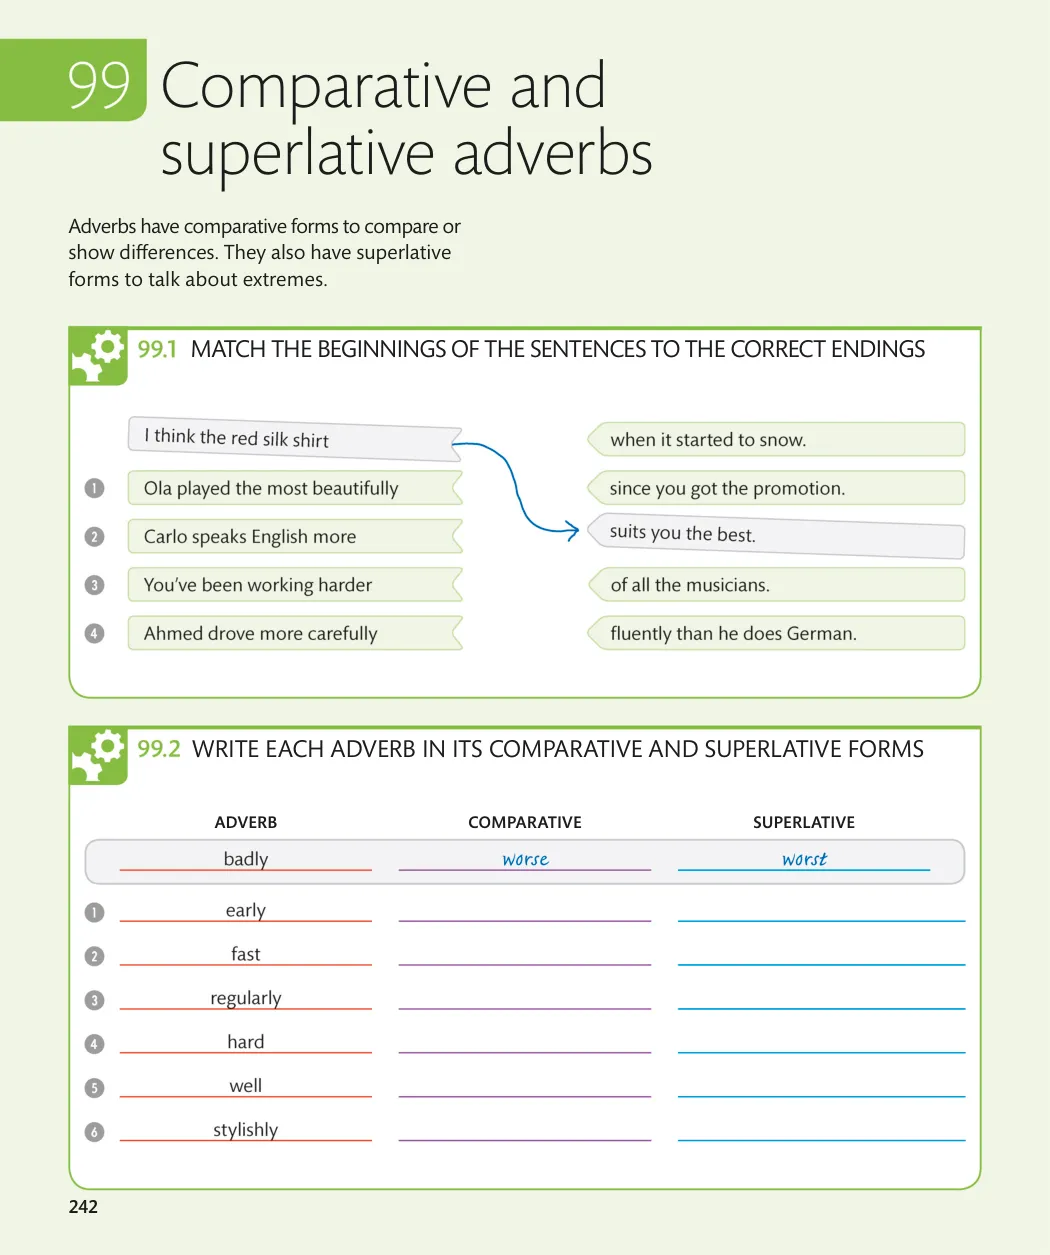 99 Comparative and
superlative adverbs
Adverbs have comparative forms to compare or
show differences. They also have superlative
forms to talk about extremes.
99.1 MATCH THE BEGINNINGS OF THE SENTENCES TO THE CORRECT ENDINGS
I think the red silk shirt
when it started to snow.
1 Ola played the most beautifully
since you got the promotion.
2 Carlo speaks English more
suits you the best.
3 You've been working harder
of all the musicians.
4 Ahmed drove more carefully
fluently than he does German.
99.2 WRITE EACH ADVERB IN ITS COMPARATIVE AND SUPERLATIVE FORMS
ADVERB COMPARATIVE SUPERLATIVE
badly worse worst
1 early
2 fast
3 regularly
4 hard
5 well
6 stylishly
242